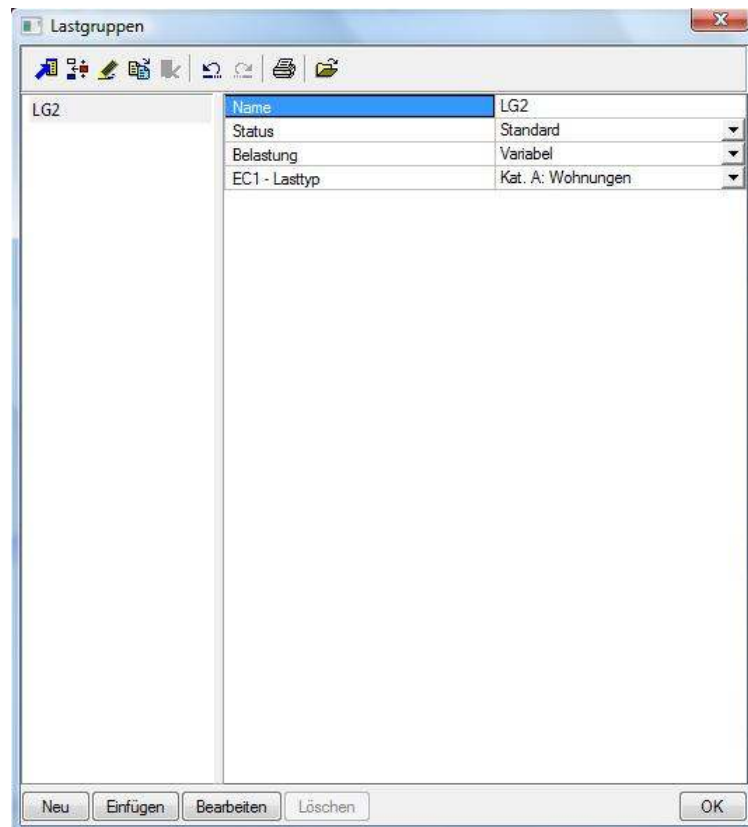 Lastgruppen
LG2
Name LG2
Status Standard
Belastung Variabel
EC1 - Lasttyp Kat. A: Wohnungen
Neu Einfügen Bearbeiten Löschen OK